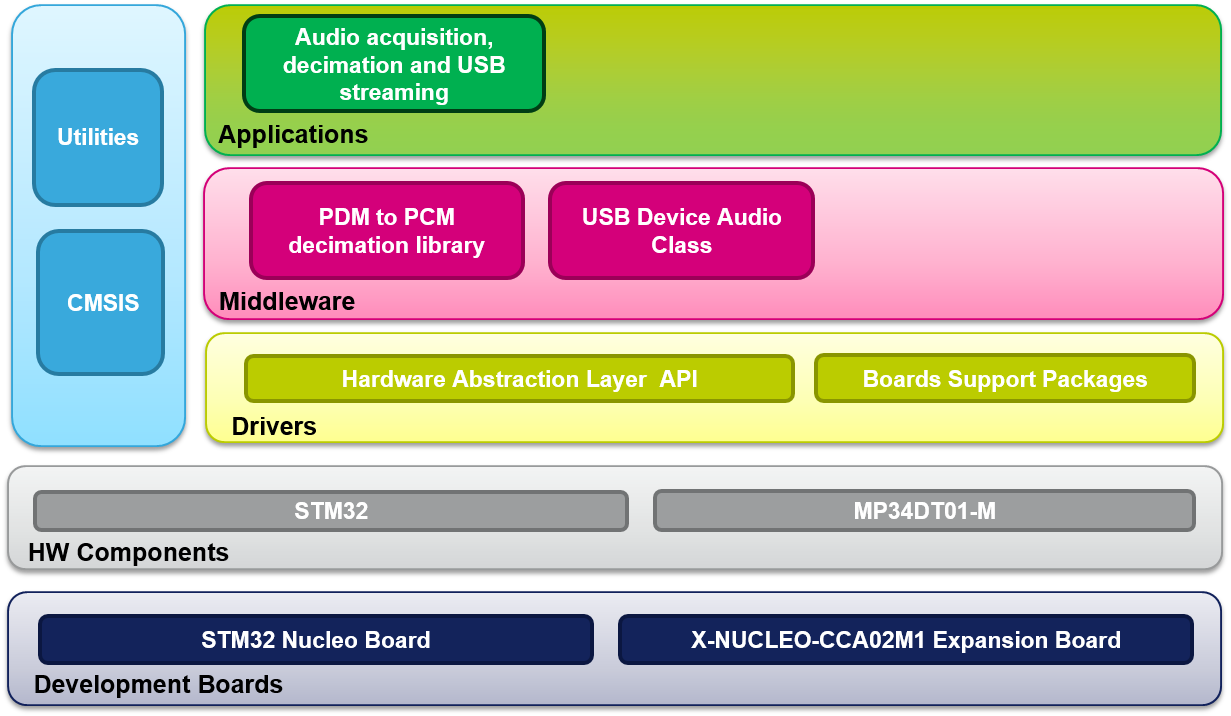 Utilities
CMSIS
Audio acquisition,
decimation and USB
streaming
Applications
PDM to PCM
decimation library
USB Device Audio
Class
Middleware
Hardware Abstraction Layer  API
Boards Support Packages
Drivers
STM32
MP34DT01-M
HW Components
STM32 Nucleo Board
X-NUCLEO-CCA02M1 Expansion Board
Development Boards